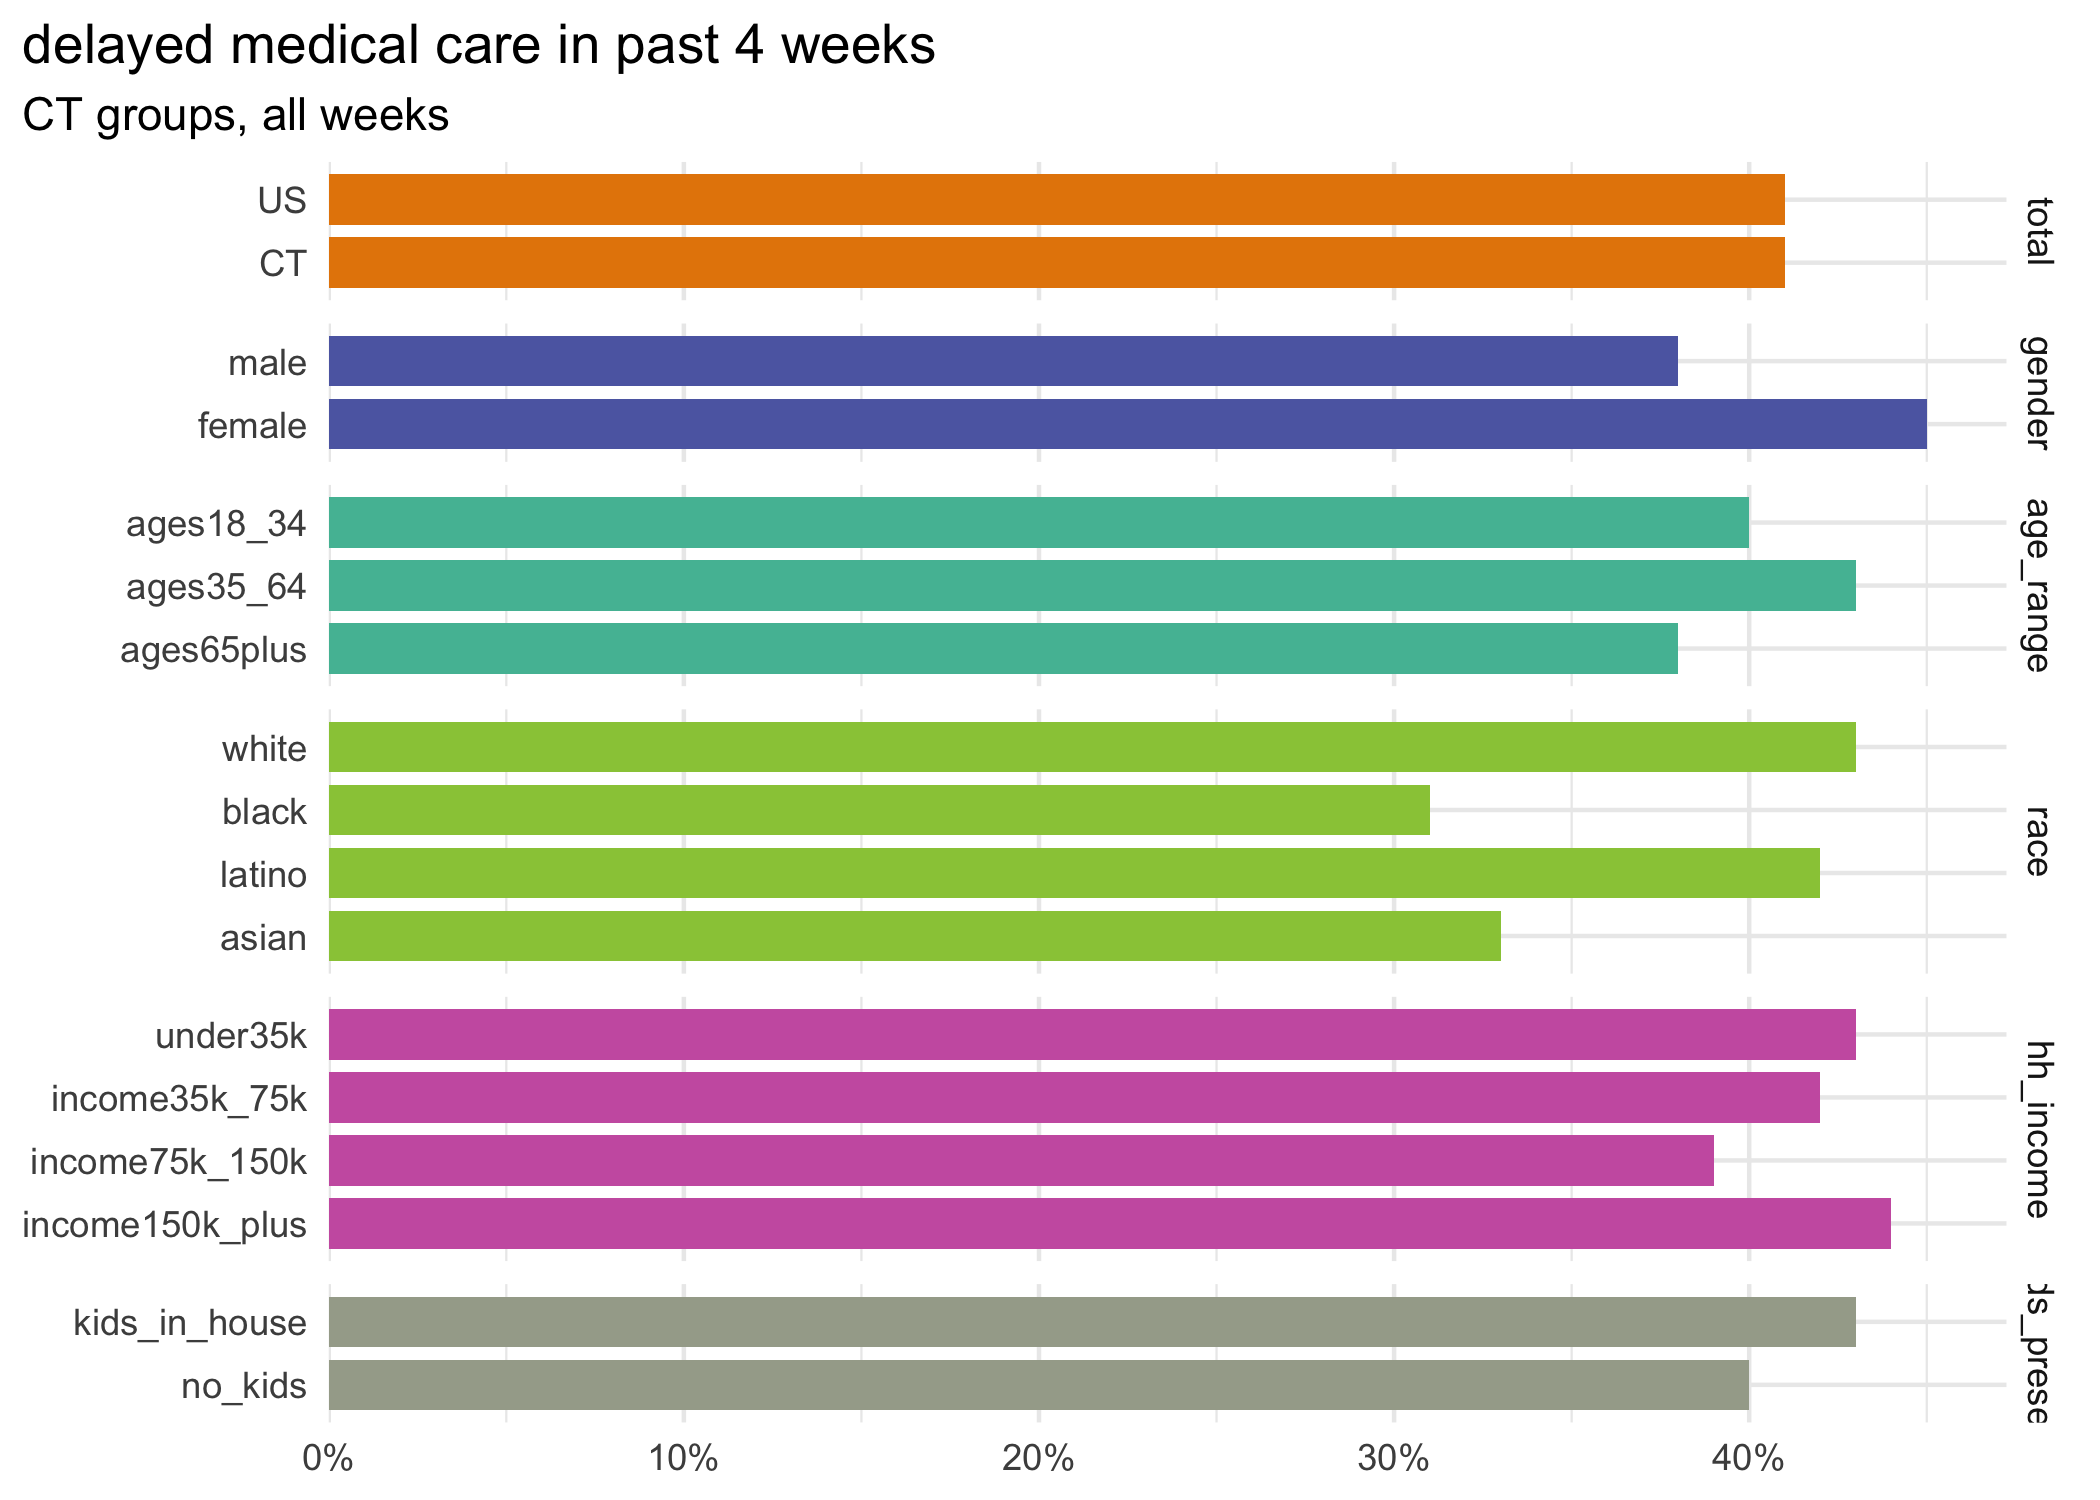 delayed medical care in past 4 weeks
CT groups, all weeks
US
CT
total
male
female
gender
ages18_34
ages35_64
ages65plus
age_range
white
black
latino
asian
race
under35k
income35k_75k
income75k_150k
income150k_plus
hh_income
kids_in_house
no_kids
ds_prese
0% 10% 20% 30% 40%